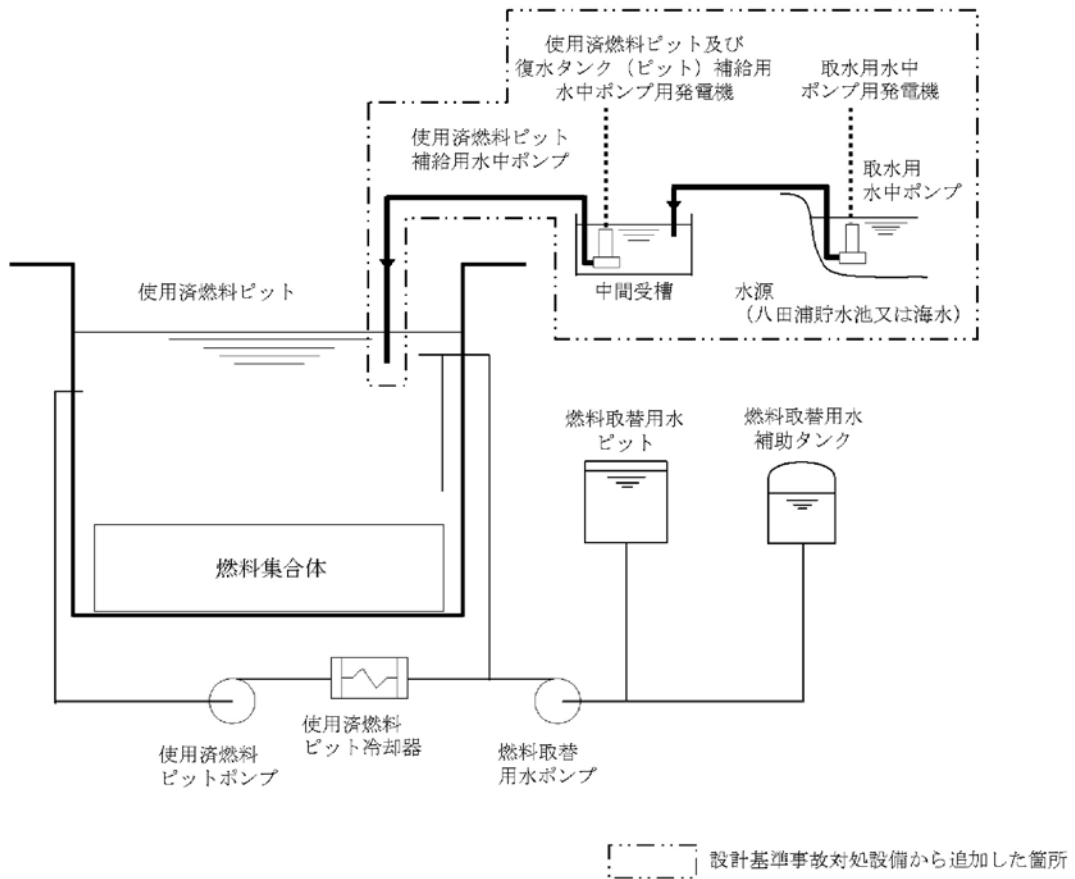 使用済燃料ピット及び
復水タンク（ピット）補給用
水中ポンプ用発電機
取水用水中
ポンプ用発電機
使用済燃料ピット
補給用水中ポンプ
取水用
水中ポンプ
使用済燃料ピット
中間受槽
水源
（八田浦貯水池又は海水）
燃料取替用水
ピット
燃料取替用水
補助タンク
燃料集合体
使用済燃料
ピットポンプ
使用済燃料
ピット冷却器
燃料取替
用水ポンプ
設計基準事故対処設備から追加した箇所